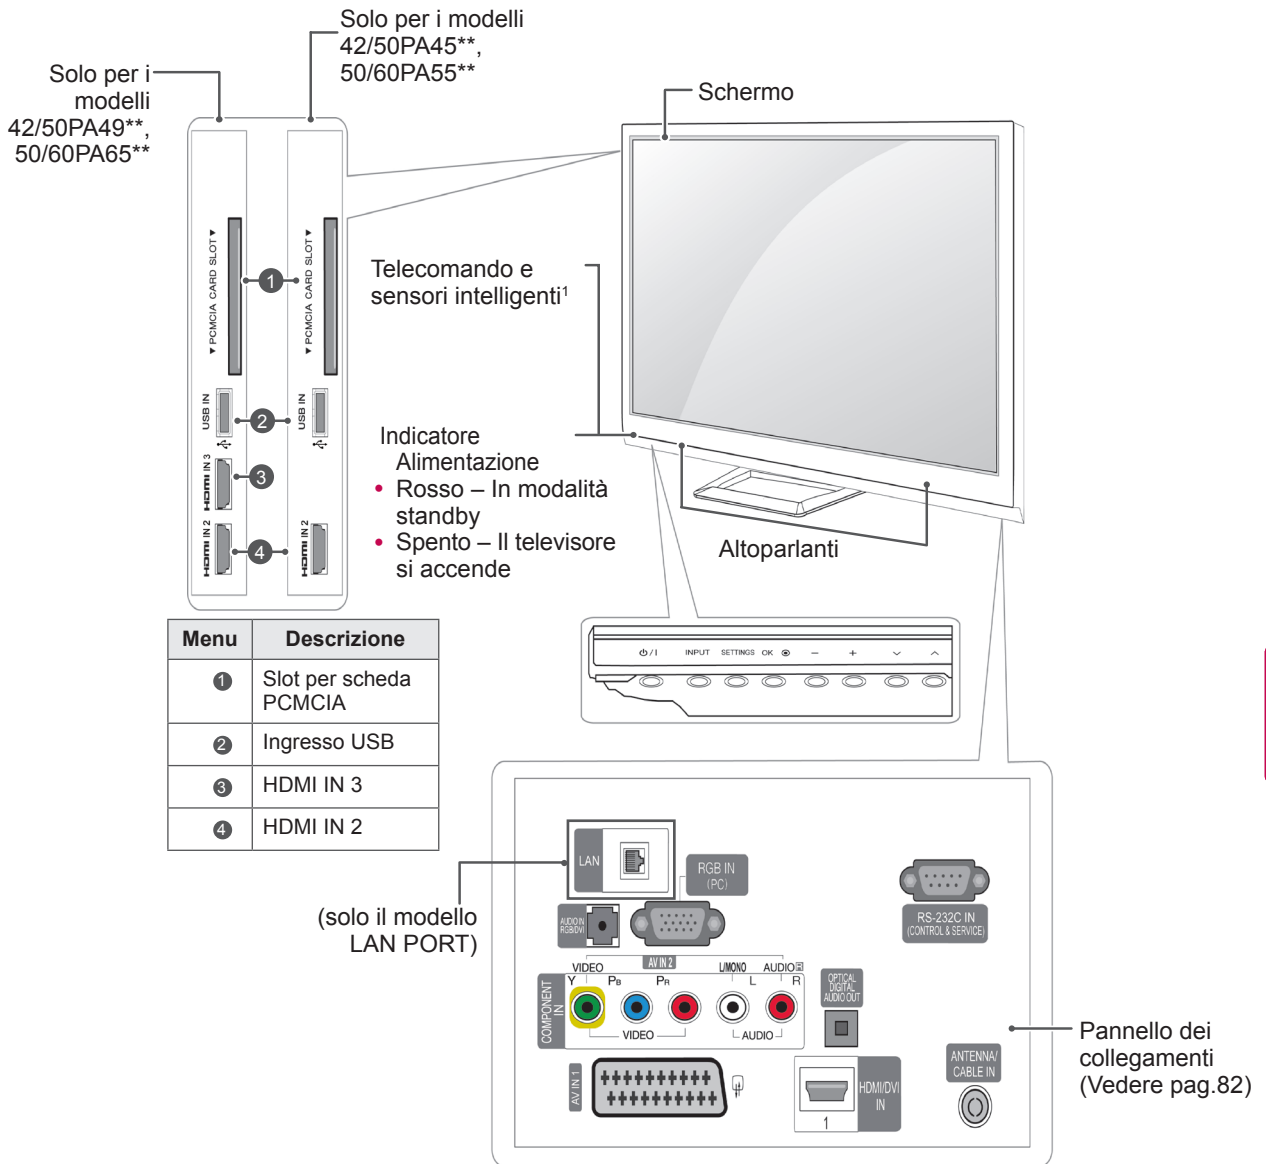 Solo per i modelli
42/50PA45**,
50/60PA55**
Solo per i
modelli
42/50PA49**,
50/60PA65**
Schermo
▼ PCMCIA CARD SLOT ▼
▼ PCMCIA CARD SLOT ▼
1
Telecomando e
sensori intelligenti1
USB IN
USB IN
2
HDMI IN 3
3
HDMI IN 2
HDMI IN 2
4
Indicatore
Alimentazione
• Rosso – In modalità
standby
• Spento – Il televisore
si accende
Altoparlanti
Menu Descrizione
1 Slot per scheda
PCMCIA
2 Ingresso USB
3 HDMI IN 3
4 HDMI IN 2
⏻/I INPUT SETTINGS OK ⦿ − + ﹀ ︿
(solo il modello
LAN PORT)
LAN
RGB IN
(PC)
AUDIO IN
RGB/DVI
RS-232C IN
(CONTROL & SERVICE)
AV IN 2
VIDEO L/MONO AUDIO
Y PB PR L R
COMPONENT
IN
VIDEO AUDIO
OPTICAL
DIGITAL
AUDIO OUT
AV IN 1
HDMI/DVI
IN
1
ANTENNA/
CABLE IN
Pannello dei
collegamenti
(Vedere pag.82)